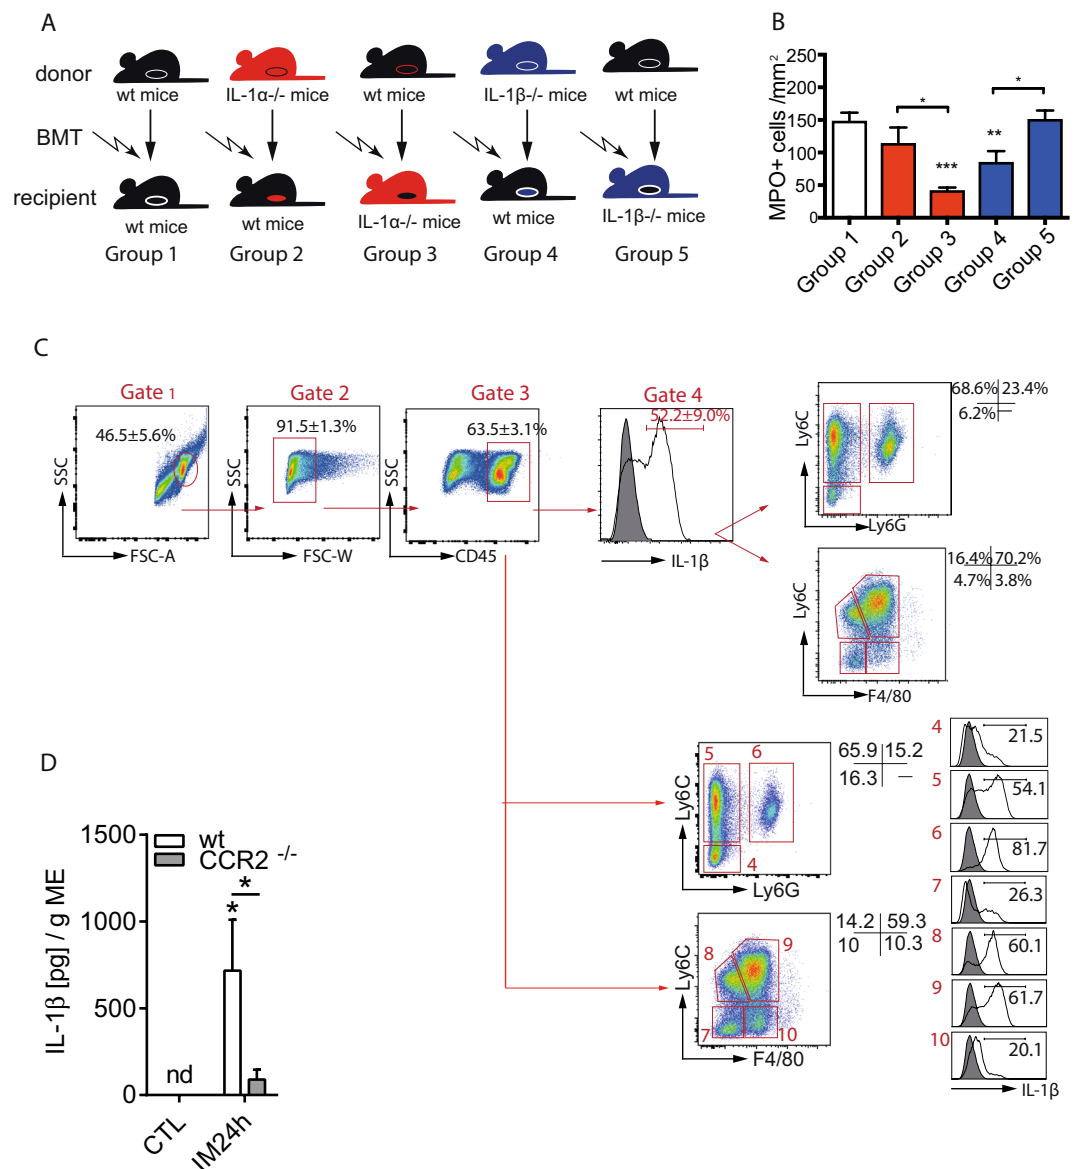 A
donor
wt mice
IL-1α-/- mice
wt mice
IL-1β-/- mice
wt mice
BMT
recipient
wt mice
wt mice
IL-1α-/- mice
wt mice
IL-1β-/- mice
Group 1
Group 2
Group 3
Group 4
Group 5
B
MPO+ cells /mm²
250
200
150
100
50
0
*
***
**
*
Group 1
Group 2
Group 3
Group 4
Group 5
C
Gate 1
46.5±5.6%
SSC
FSC-A
Gate 2
91.5±1.3%
SSC
FSC-W
Gate 3
63.5±3.1%
SSC
CD45
Gate 4
52.2±9.0%
IL-1β
68.6% 23.4%
6.2% —
Ly6C
Ly6G
16.4% 70.2%
4.7% 3.8%
Ly6C
F4/80
5
6
4
65.9 15.2
16.3 —
Ly6C
Ly6G
8
9
7
10
14.2 59.3
10 10.3
Ly6C
F4/80
4
21.5
5
54.1
6
81.7
7
26.3
8
60.1
9
61.7
10
20.1
IL-1β
D
IL-1β [pg] / g ME
1500
1000
500
0
wt
CCR2 -/-
*
*
nd
CTL
IM24h